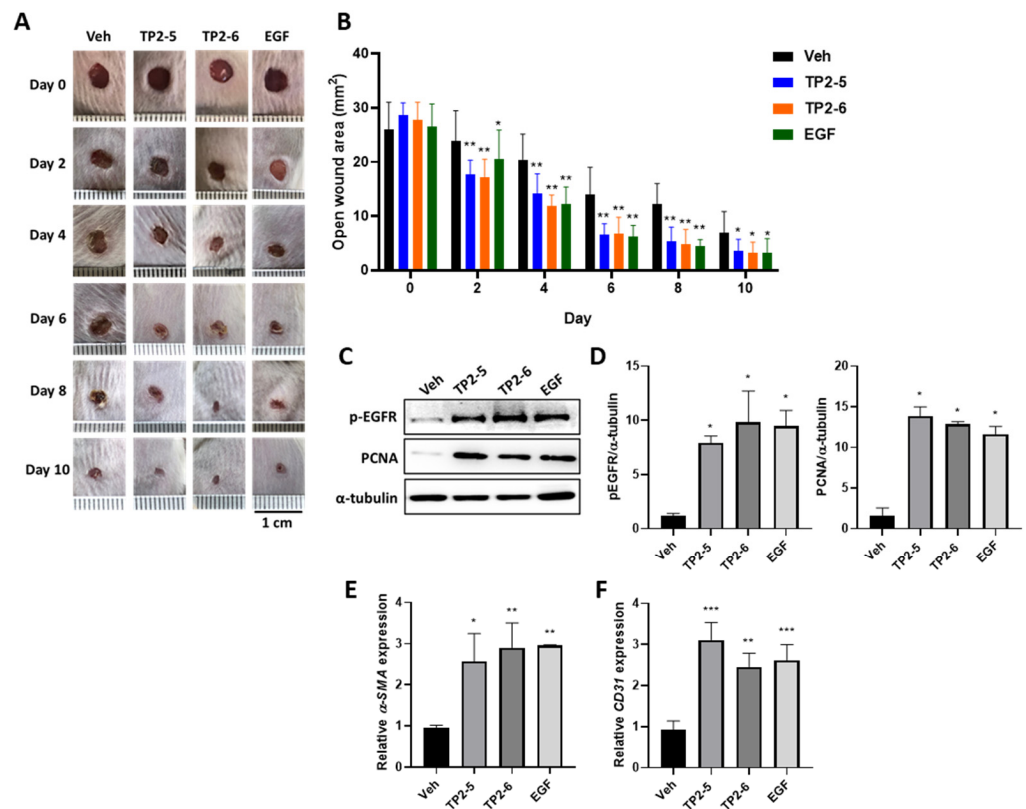 A
Veh TP2-5 TP2-6 EGF
Day 0
Day 2
Day 4
Day 6
Day 8
Day 10
1 cm
B
Open wound area (mm²)
40
30
20
10
0
** ** *
** ** **
** ** **
** ** **
* * *
0 2 4 6 8 10
Day
Veh
TP2-5
TP2-6
EGF
C
Veh TP2-5 TP2-6 EGF
p-EGFR
PCNA
α-tubulin
D
pEGFR/α-tubulin
15
10
5
0
* * *
Veh TP2-5 TP2-6 EGF
PCNA/α-tubulin
20
15
10
5
0
* * *
Veh TP2-5 TP2-6 EGF
E
Relative α-SMA expression
4
3
2
1
0
* ** **
Veh TP2-5 TP2-6 EGF
F
Relative CD31 expression
4
3
2
1
0
*** ** ***
Veh TP2-5 TP2-6 EGF